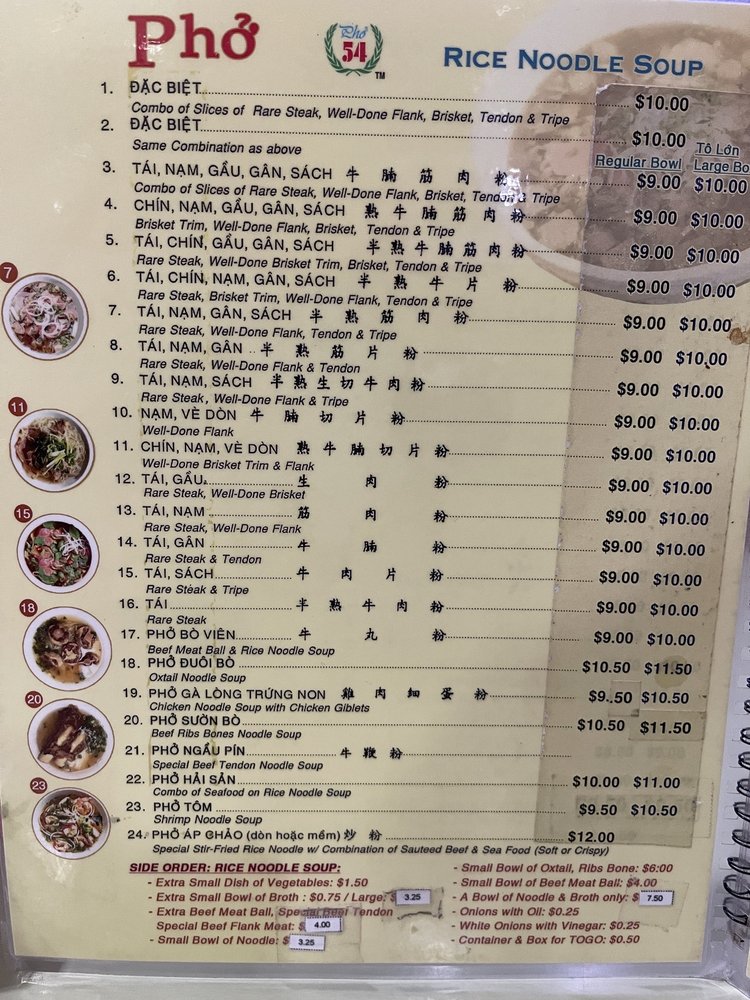 Phở
Phở
54
TM
RICE NOODLE SOUP
1. ĐẶC BIỆT $10.00
Combo of Slices of Rare Steak, Well-Done Flank, Brisket, Tendon & Tripe
2. ĐẶC BIỆT $10.00
Same Combination as above
Tô Lớn
Regular Bowl Large Bo
3. TÁI, NẠM, GẦU, GÂN, SÁCH 牛 腩 筋 肉 粉 $9.00 $10.00
Combo of Slices of Rare Steak, Well-Done Flank, Brisket, Tendon & Tripe
4. CHÍN, NẠM, GẦU, GÂN, SÁCH 熟 牛 腩 筋 肉 粉 $9.00 $10.00
Brisket Trim, Well-Done Flank, Brisket, Tendon & Tripe
5. TÁI, CHÍN, GẦU, GÂN, SÁCH 半 熟 牛 腩 筋 肉 粉 $9.00 $10.00
Rare Steak, Well-Done Brisket Trim, Brisket, Tendon & Tripe
6. TÁI, CHÍN, NẠM, GÂN, SÁCH 半 熟 牛 片 粉 $9.00 $10.00
Rare Steak, Brisket Trim, Well-Done Flank, Tendon & Tripe
7 7. TÁI, NẠM, GÂN, SÁCH 半 熟 筋 肉 粉 $9.00 $10.00
Rare Steak, Well-Done Flank, Tendon & Tripe
8. TÁI, NẠM, GÂN 半 熟 筋 片 粉 $9.00 $10.00
Rare Steak, Well-Done Flank & Tendon
9. TÁI, NẠM, SÁCH 半 熟 生 切 牛 肉 粉 $9.00 $10.00
Rare Steak, Well-Done Flank & Tripe
10. NẠM, VÈ DÒN 牛 腩 切 片 粉 $9.00 $10.00
Well-Done Flank
11 11. CHÍN, NẠM, VÈ DÒN 熟 牛 腩 切 片 粉 $9.00 $10.00
Well-Done Brisket Trim & Flank
12. TÁI, GẦU 生 肉 粉 $9.00 $10.00
Rare Steak, Well-Done Brisket
13. TÁI, NẠM 筋 肉 粉 $9.00 $10.00
Rare Steak, Well-Done Flank
14. TÁI, GÂN 牛 腩 粉 $9.00 $10.00
Rare Steak & Tendon
15 15. TÁI, SÁCH 牛 肉 片 粉 $9.00 $10.00
Rare Steak & Tripe
16. TÁI 半 熟 牛 肉 粉 $9.00 $10.00
Rare Steak
17. PHỞ BÒ VIÊN 牛 丸 粉 $9.00 $10.00
Beef Meat Ball & Rice Noodle Soup
18 18. PHỞ ĐUÔI BÒ $10.50 $11.50
Oxtail Noodle Soup
19. PHỞ GÀ LÒNG TRỨNG NON 雞 肉 細 蛋 粉 $9.50 $10.50
Chicken Noodle Soup with Chicken Giblets
20 20. PHỞ SƯỜN BÒ $10.50 $11.50
Beef Ribs Bones Noodle Soup
21. PHỞ NGẦU PÍN 牛 鞭 粉
Special Beef Tendon Noodle Soup
22. PHỞ HẢI SẢN $10.00 $11.00
Combo of Seafood on Rice Noodle Soup
23 23. PHỞ TÔM $9.50 $10.50
Shrimp Noodle Soup
24. PHỞ ÁP CHẢO (dòn hoặc mềm) 炒 粉 $12.00
Special Stir-Fried Rice Noodle w/ Combination of Sauteed Beef & Sea Food (Soft or Crispy)
SIDE ORDER: RICE NOODLE SOUP:
- Extra Small Dish of Vegetables: $1.50
- Extra Small Bowl of Broth : $0.75 / Large: $ 3.25
- Extra Beef Meat Ball, Special Beef Tendon
Special Beef Flank Meat: $ 4.00
- Small Bowl of Noodle: $ 3.25
- Small Bowl of Oxtail, Ribs Bone: $6:00
- Small Bowl of Beef Meat Ball: $4.00
- A Bowl of Noodle & Broth only: $ 7.50
- Onions with Oil: $0.25
- White Onions with Vinegar: $0.25
- Container & Box for TOGO: $0.50